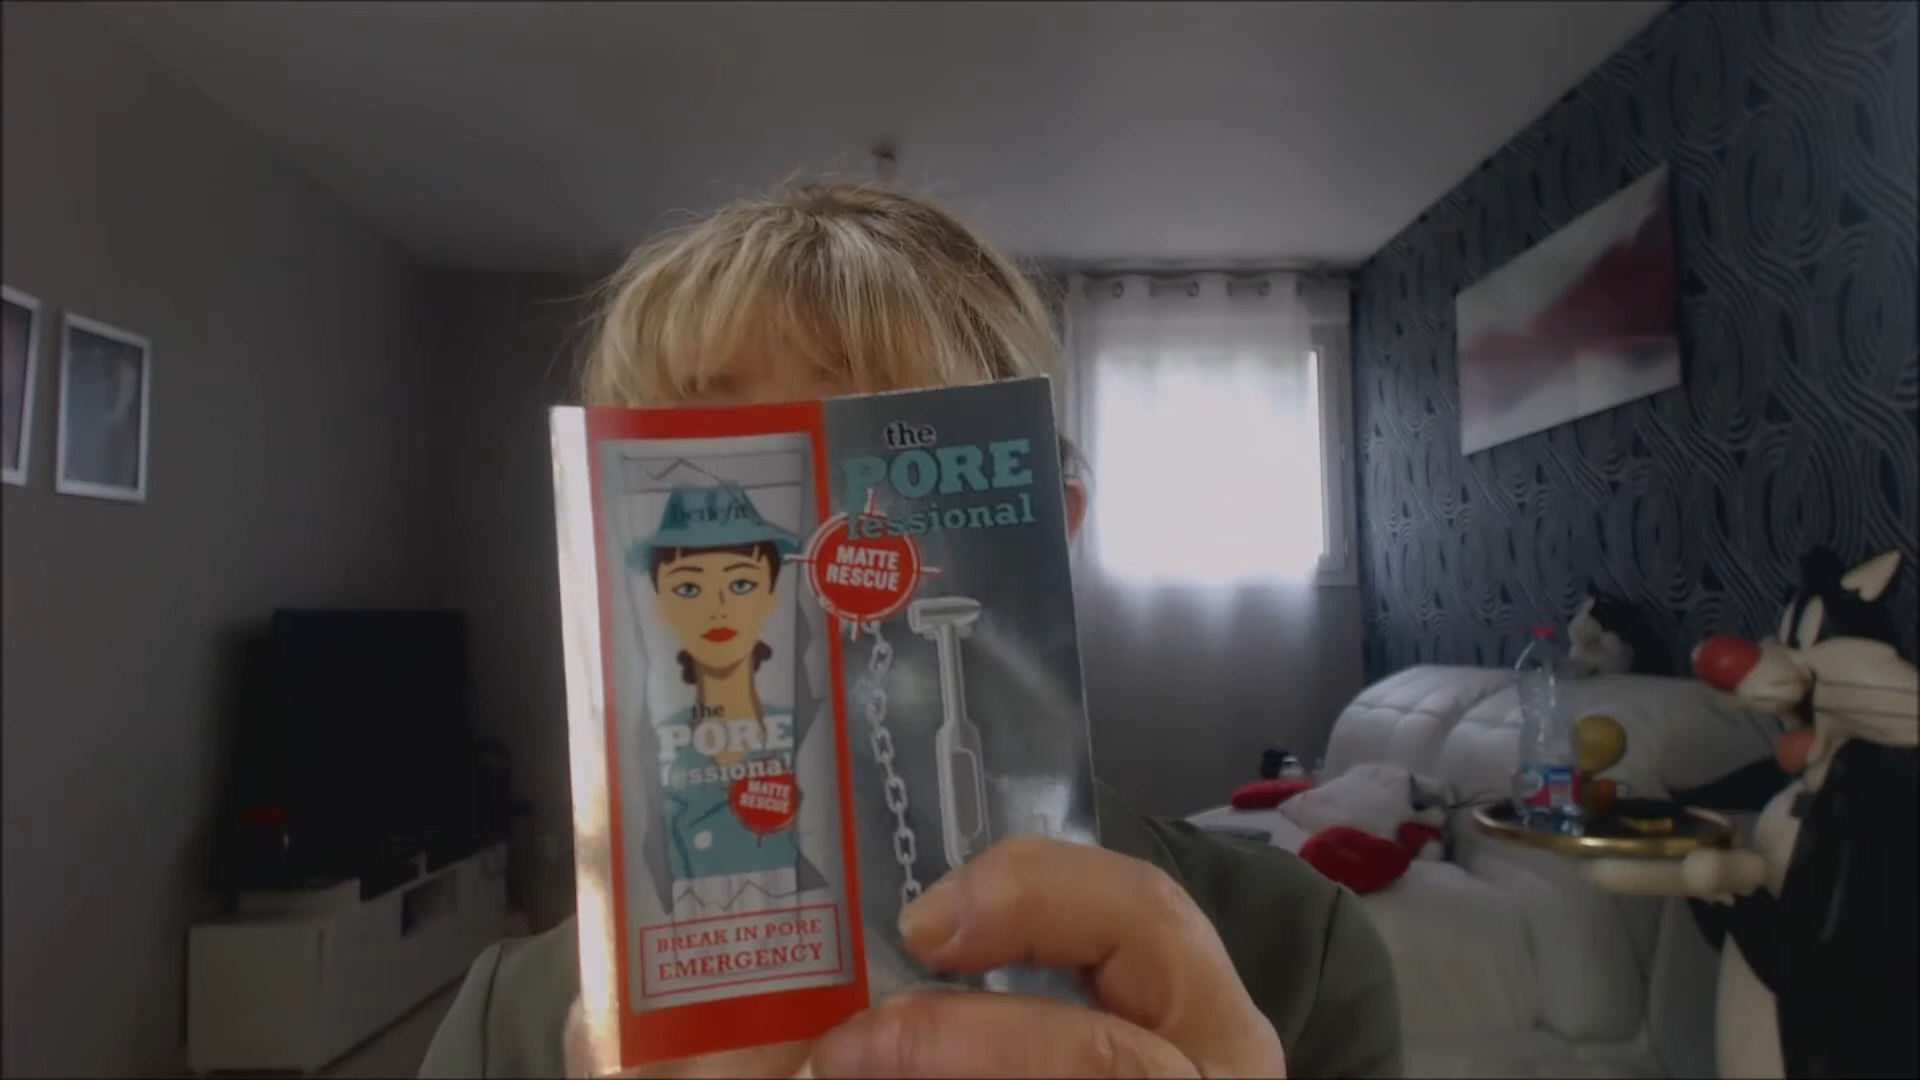 benefit
the
PORE
fessional
MATTE
RESCUE
BREAK IN PORE
EMERGENCY
the
PORE
fessional
MATTE
RESCUE